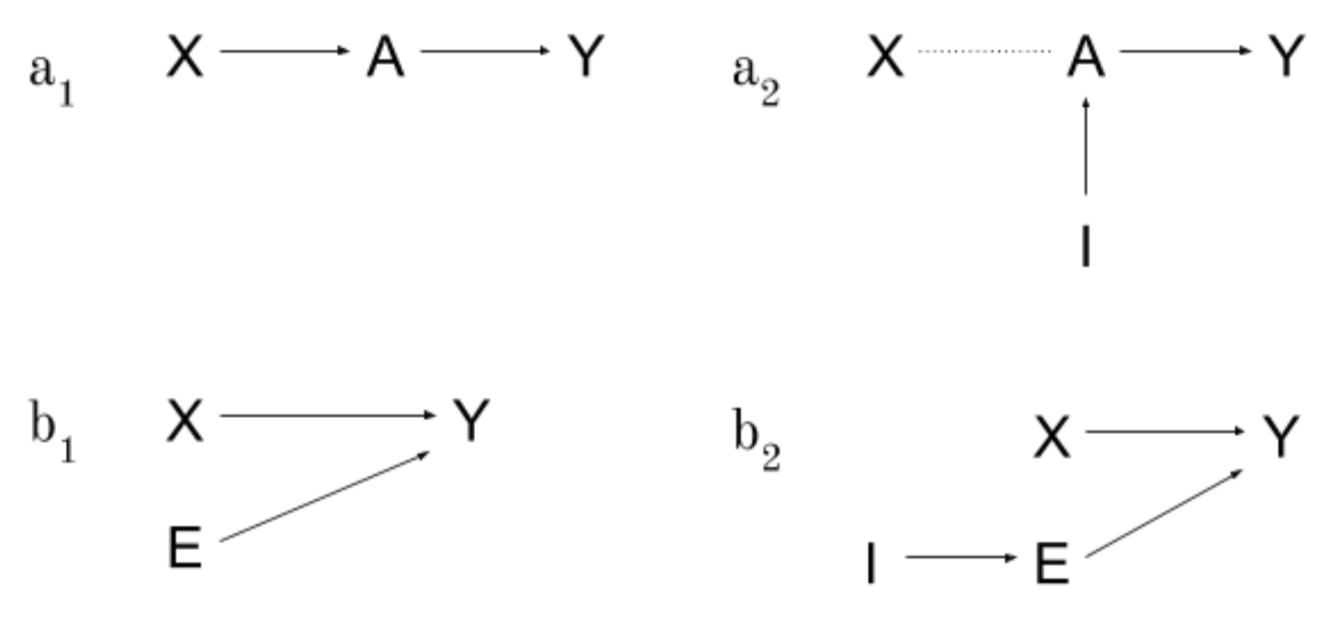 a₁ X A Y
a₂ X A Y
I
b₁ X Y
E
b₂ X Y
I E